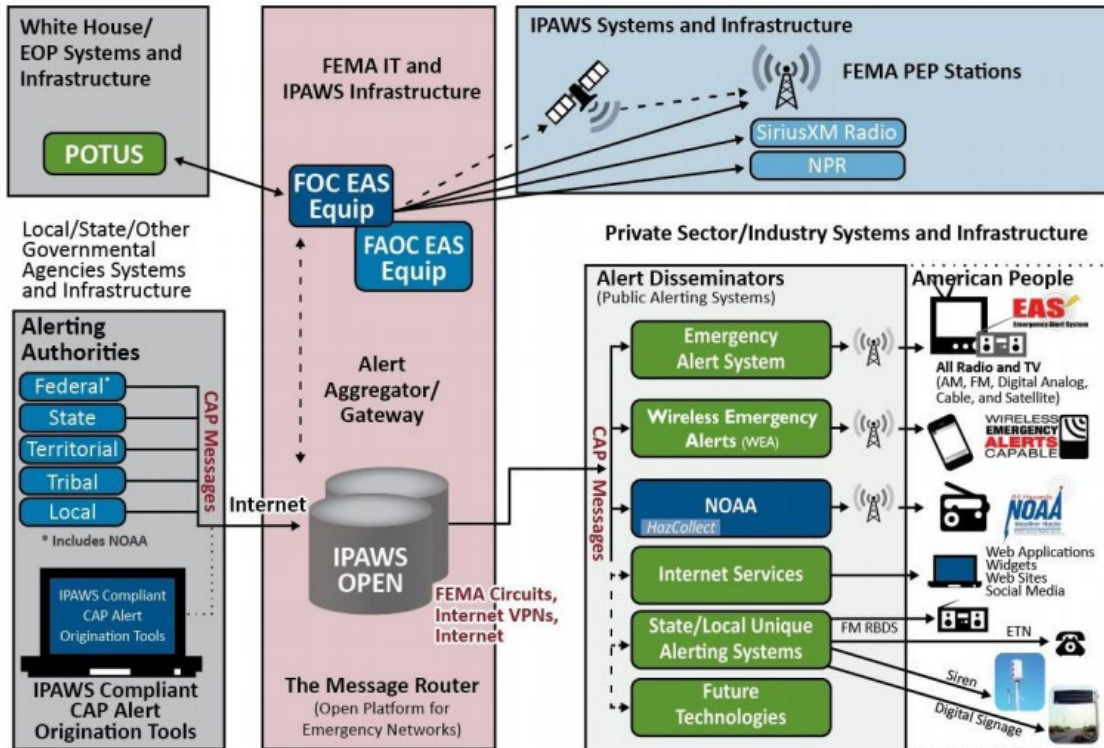 White House/
EOP Systems and
Infrastructure
POTUS
Local/State/Other
Governmental
Agencies Systems
and Infrastructure
Alerting
Authorities
Federal*
State
Territorial
Tribal
Local
* Includes NOAA
CAP Messages
Internet
IPAWS Compliant
CAP Alert
Origination Tools
IPAWS Compliant
CAP Alert
Origination Tools
FEMA IT and
IPAWS Infrastructure
FOC EAS
Equip
FAOC EAS
Equip
Alert
Aggregator/
Gateway
IPAWS
OPEN
FEMA Circuits,
Internet VPNs,
Internet
The Message Router
(Open Platform for
Emergency Networks)
IPAWS Systems and Infrastructure
FEMA PEP Stations
SiriusXM Radio
NPR
Private Sector/Industry Systems and Infrastructure
Alert Disseminators
(Public Alerting Systems)
CAP Messages
Emergency
Alert System
Wireless Emergency
Alerts (WEA)
NOAA
HazCollect
Internet Services
State/Local Unique
Alerting Systems
Future
Technologies
American People
EAS
Emergency Alert System
All Radio and TV
(AM, FM, Digital Analog,
Cable, and Satellite)
WIRELESS
EMERGENCY
ALERTS
CAPABLE
All Hazards
NOAA
Weather Radio
Web Applications
Widgets
Web Sites
Social Media
FM RBDS
ETN
Siren
Digital Signage